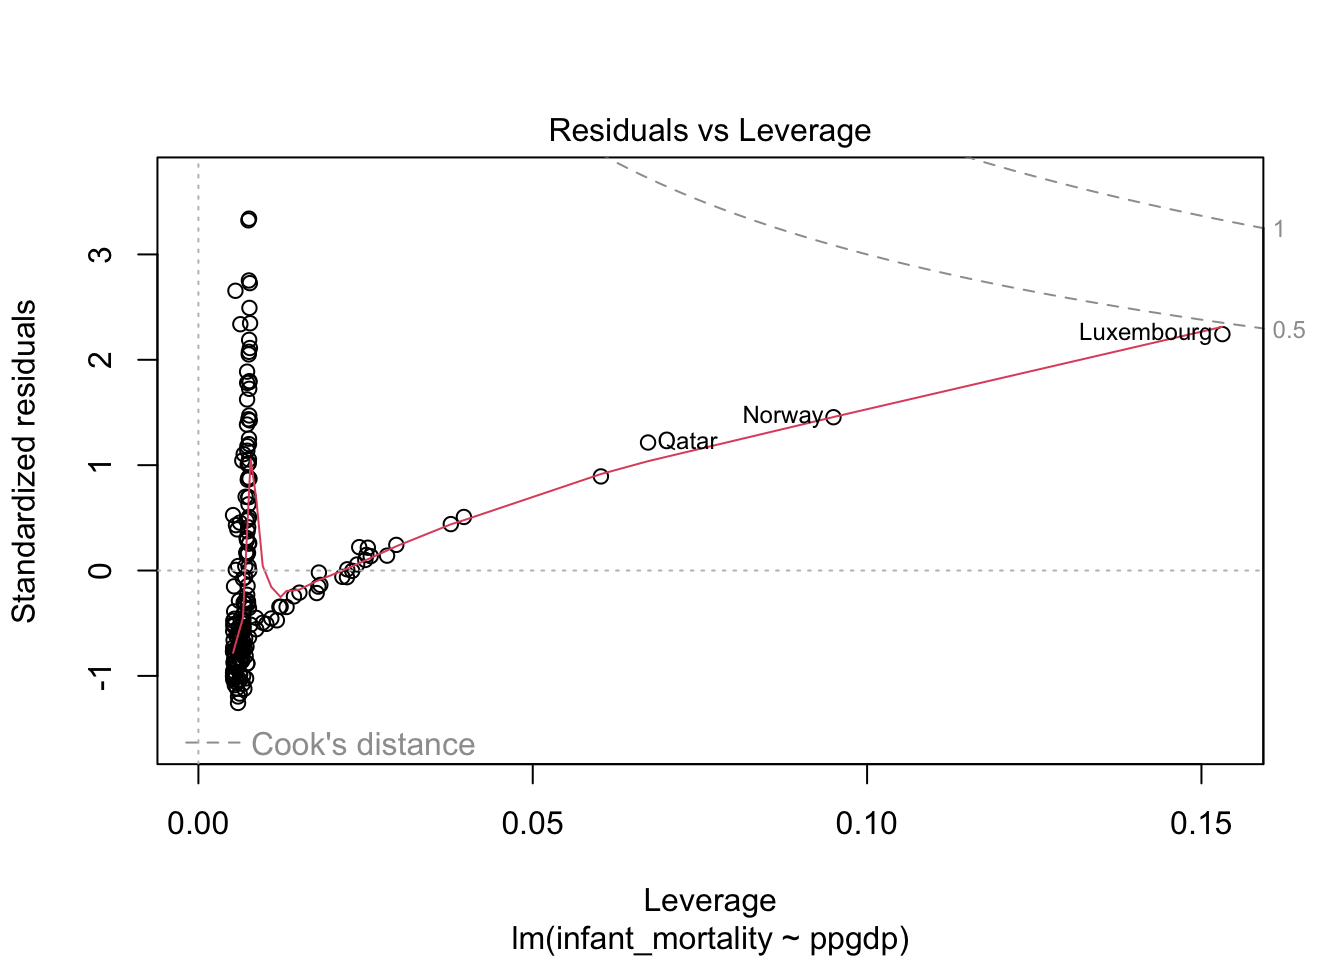 Residuals vs Leverage
Standardized residuals
3
2
1
0
-1
1
0.5
Luxembourg
Norway
Qatar
Cook's distance
0.00 0.05 0.10 0.15
Leverage
lm(infant_mortality ~ ppgdp)